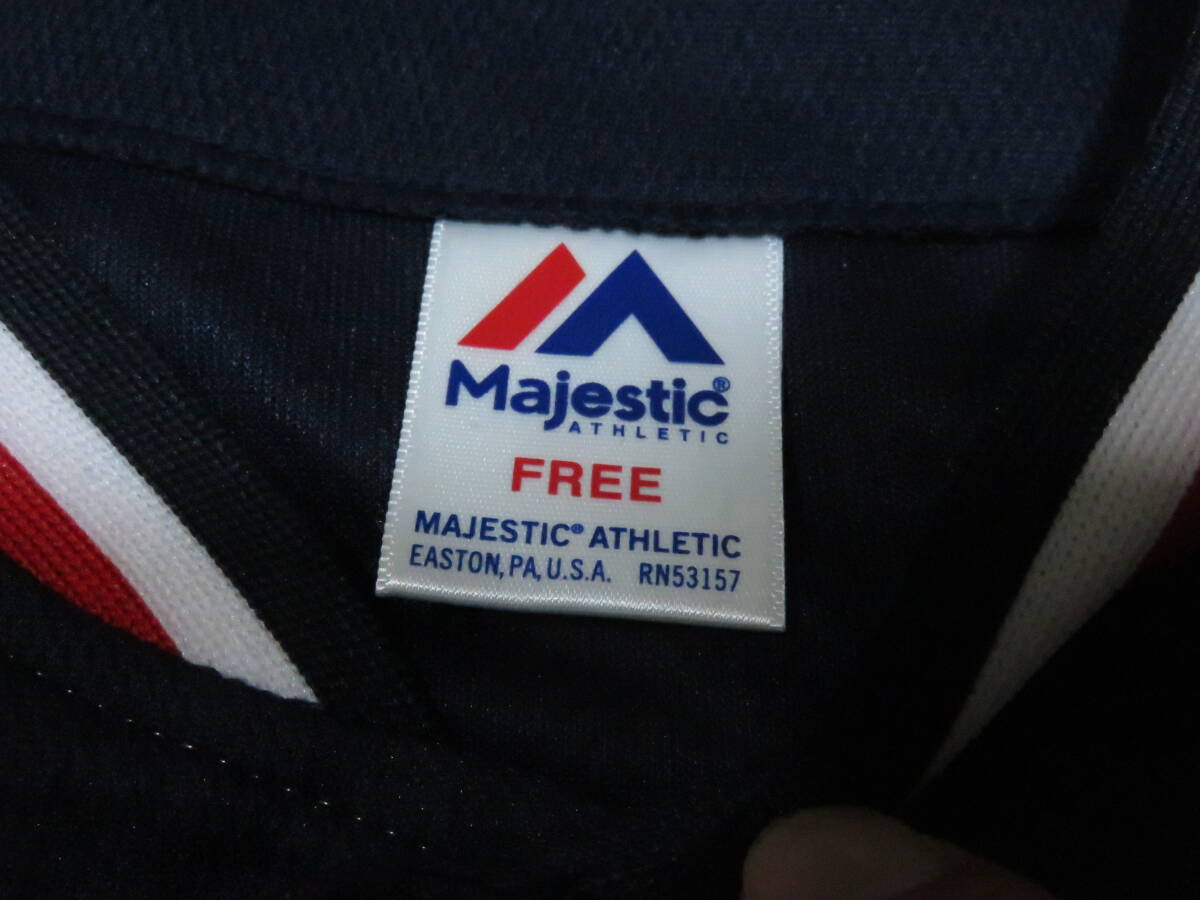 Majestic®
ATHLETIC
FREE
MAJESTIC® ATHLETIC
EASTON, PA, U.S.A. RN53157